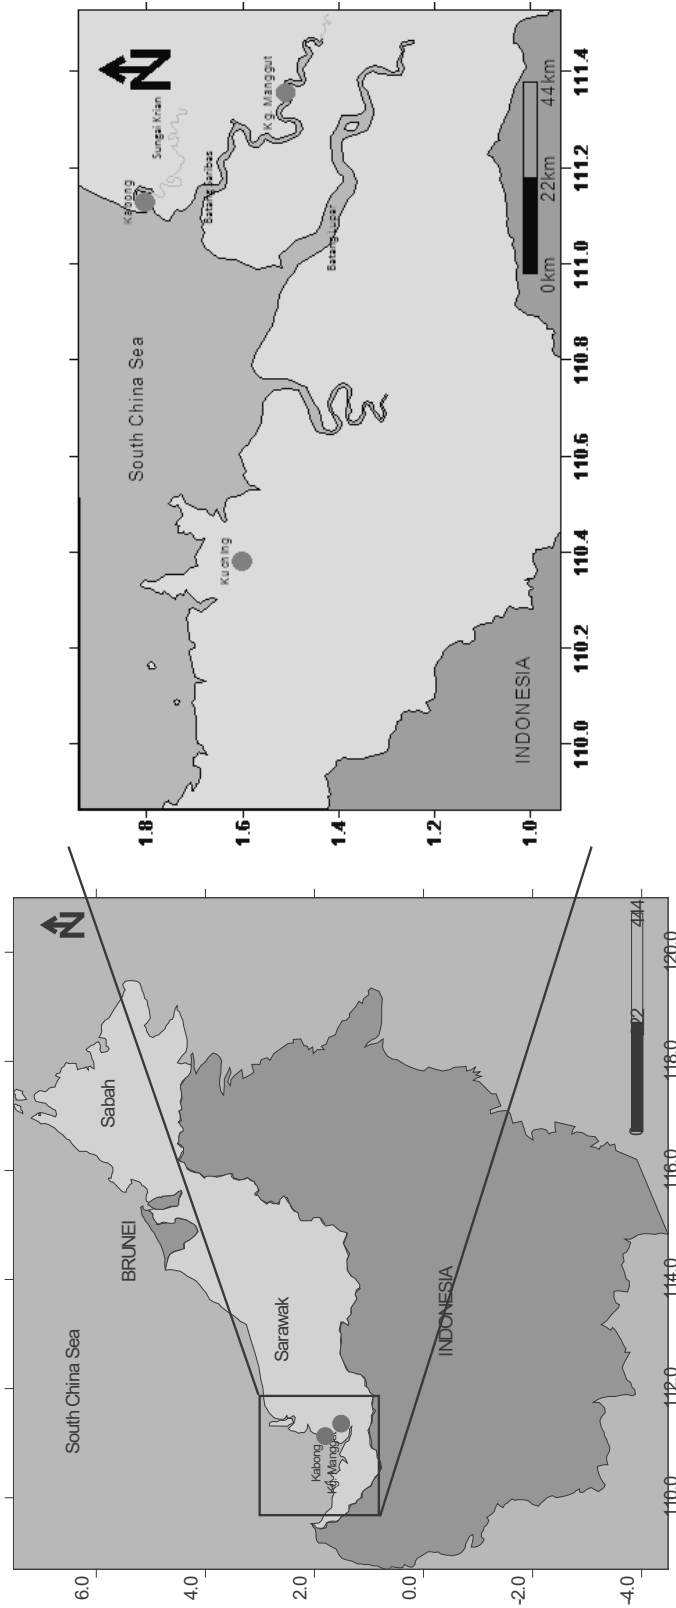 N
Sungai Krian
Kg. Manggut
Kabong
Batang Saribas
Batang Lupar
South China Sea
Kuching
INDONESIA
0km 22km 44km
1.8
1.6
1.4
1.2
1.0
110.0 110.2 110.4 110.6 110.8 111.0 111.2 111.4
N
South China Sea
BRUNEI
Sabah
Sarawak
INDONESIA
Kabong
0 444
6.0
4.0
2.0
0.0
-2.0
-4.0
110.0 112.0 114.0 116.0 118.0 120.0